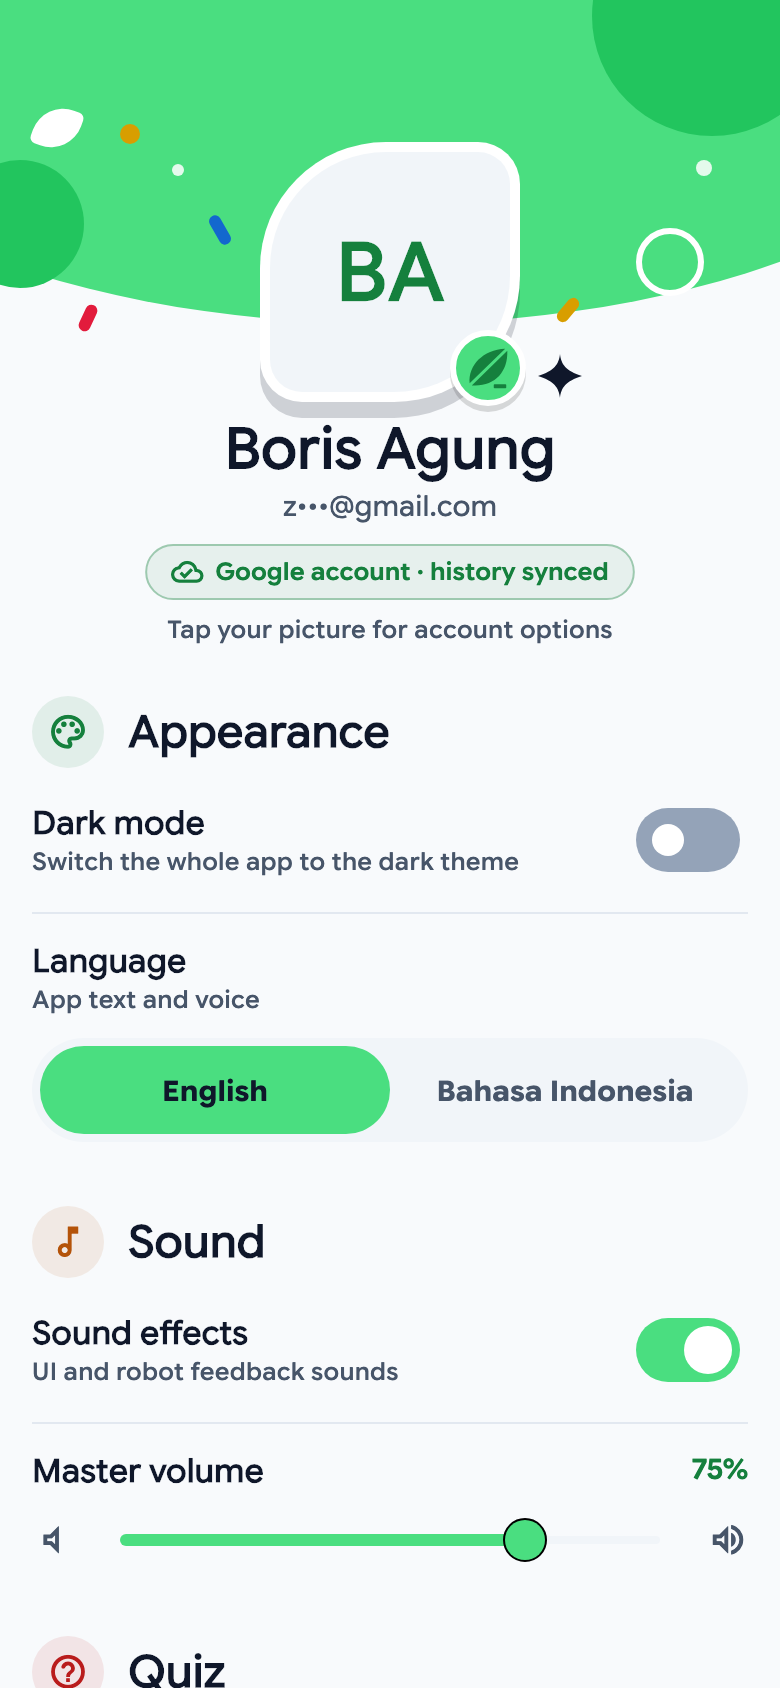 BA
Boris Agung
z•••@gmail.com
Google account · history synced
Tap your picture for account options
Appearance
Dark mode
Switch the whole app to the dark theme
Language
App text and voice
English
Bahasa Indonesia
Sound
Sound effects
UI and robot feedback sounds
Master volume
75%
Quiz